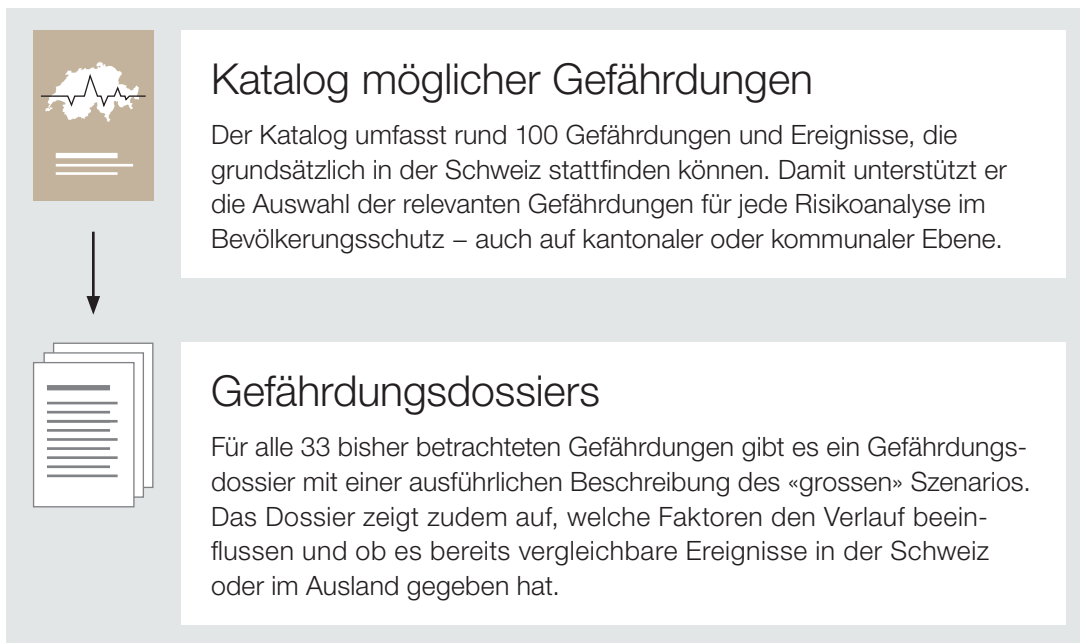 Katalog möglicher Gefährdungen
Der Katalog umfasst rund 100 Gefährdungen und Ereignisse, die
grundsätzlich in der Schweiz stattfinden können. Damit unterstützt er
die Auswahl der relevanten Gefährdungen für jede Risikoanalyse im
Bevölkerungsschutz – auch auf kantonaler oder kommunaler Ebene.
Gefährdungsdossiers
Für alle 33 bisher betrachteten Gefährdungen gibt es ein Gefährdungs-
dossier mit einer ausführlichen Beschreibung des «grossen» Szenarios.
Das Dossier zeigt zudem auf, welche Faktoren den Verlauf beein-
flussen und ob es bereits vergleichbare Ereignisse in der Schweiz
oder im Ausland gegeben hat.